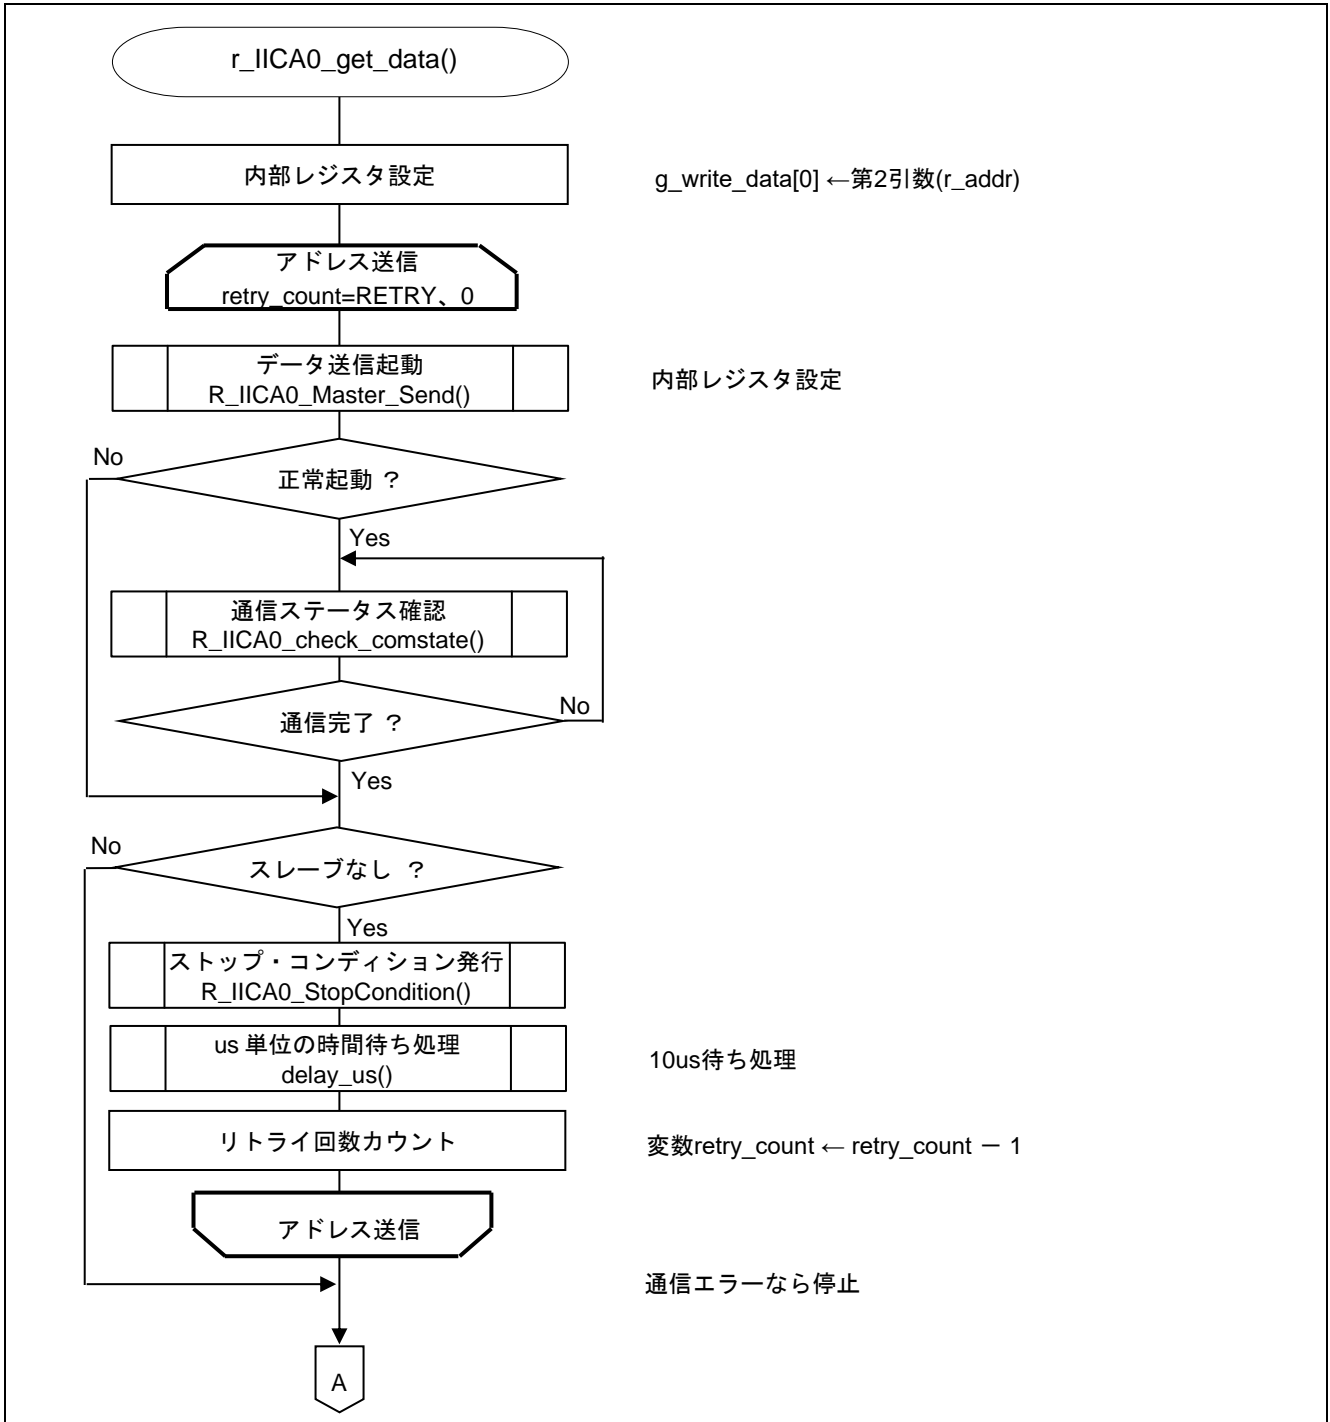 r_IICA0_get_data()
内部レジスタ設定
g_write_data[0] ←第2引数(r_addr)
アドレス送信
retry_count=RETRY、0
データ送信起動
R_IICA0_Master_Send()
内部レジスタ設定
No
正常起動 ？
Yes
通信ステータス確認
R_IICA0_check_comstate()
通信完了 ？
No
Yes
No
スレーブなし ？
Yes
ストップ・コンディション発行
R_IICA0_StopCondition()
us 単位の時間待ち処理
delay_us()
10us待ち処理
リトライ回数カウント
変数retry_count ← retry_count － 1
アドレス送信
通信エラーなら停止
A